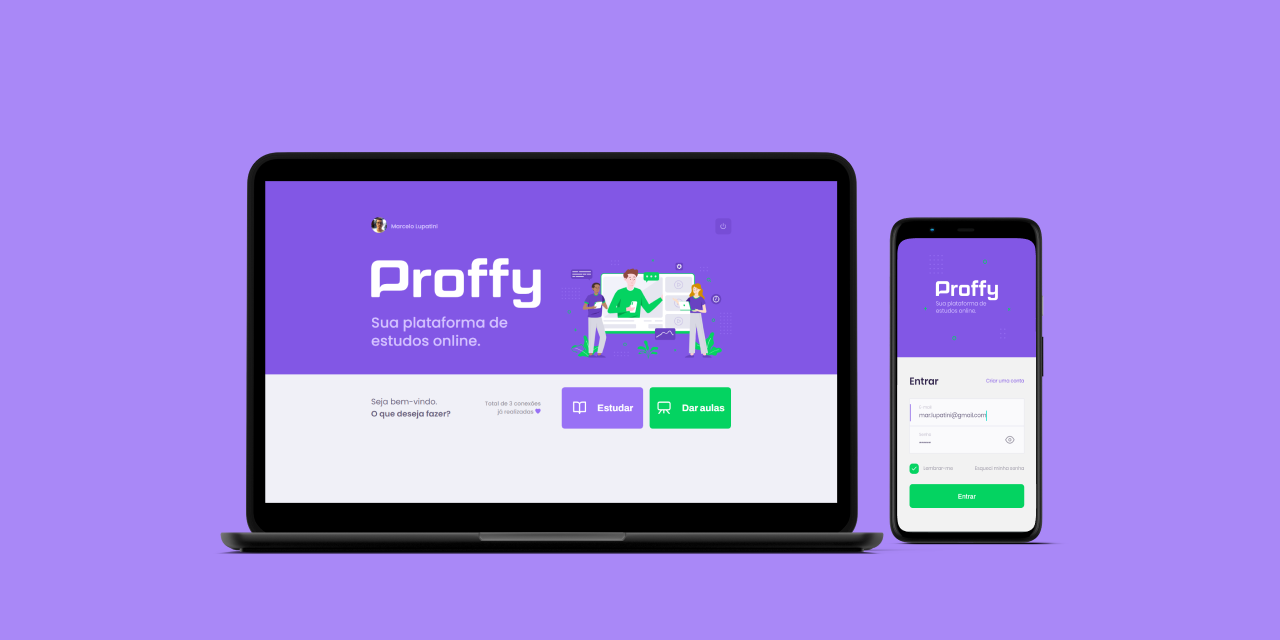 Marcelo Lupatini
Proffy
Sua plataforma de
estudos online.
Seja bem-vindo.
O que deseja fazer?
Total de 3 conexões
já realizadas
Estudar
Dar aulas
Proffy
Sua plataforma de
estudos online.
Entrar
Criar uma conta
E-mail
mar.lupatini@gmail.com
Senha
Lembrar-me
Esqueci minha senha
Entrar